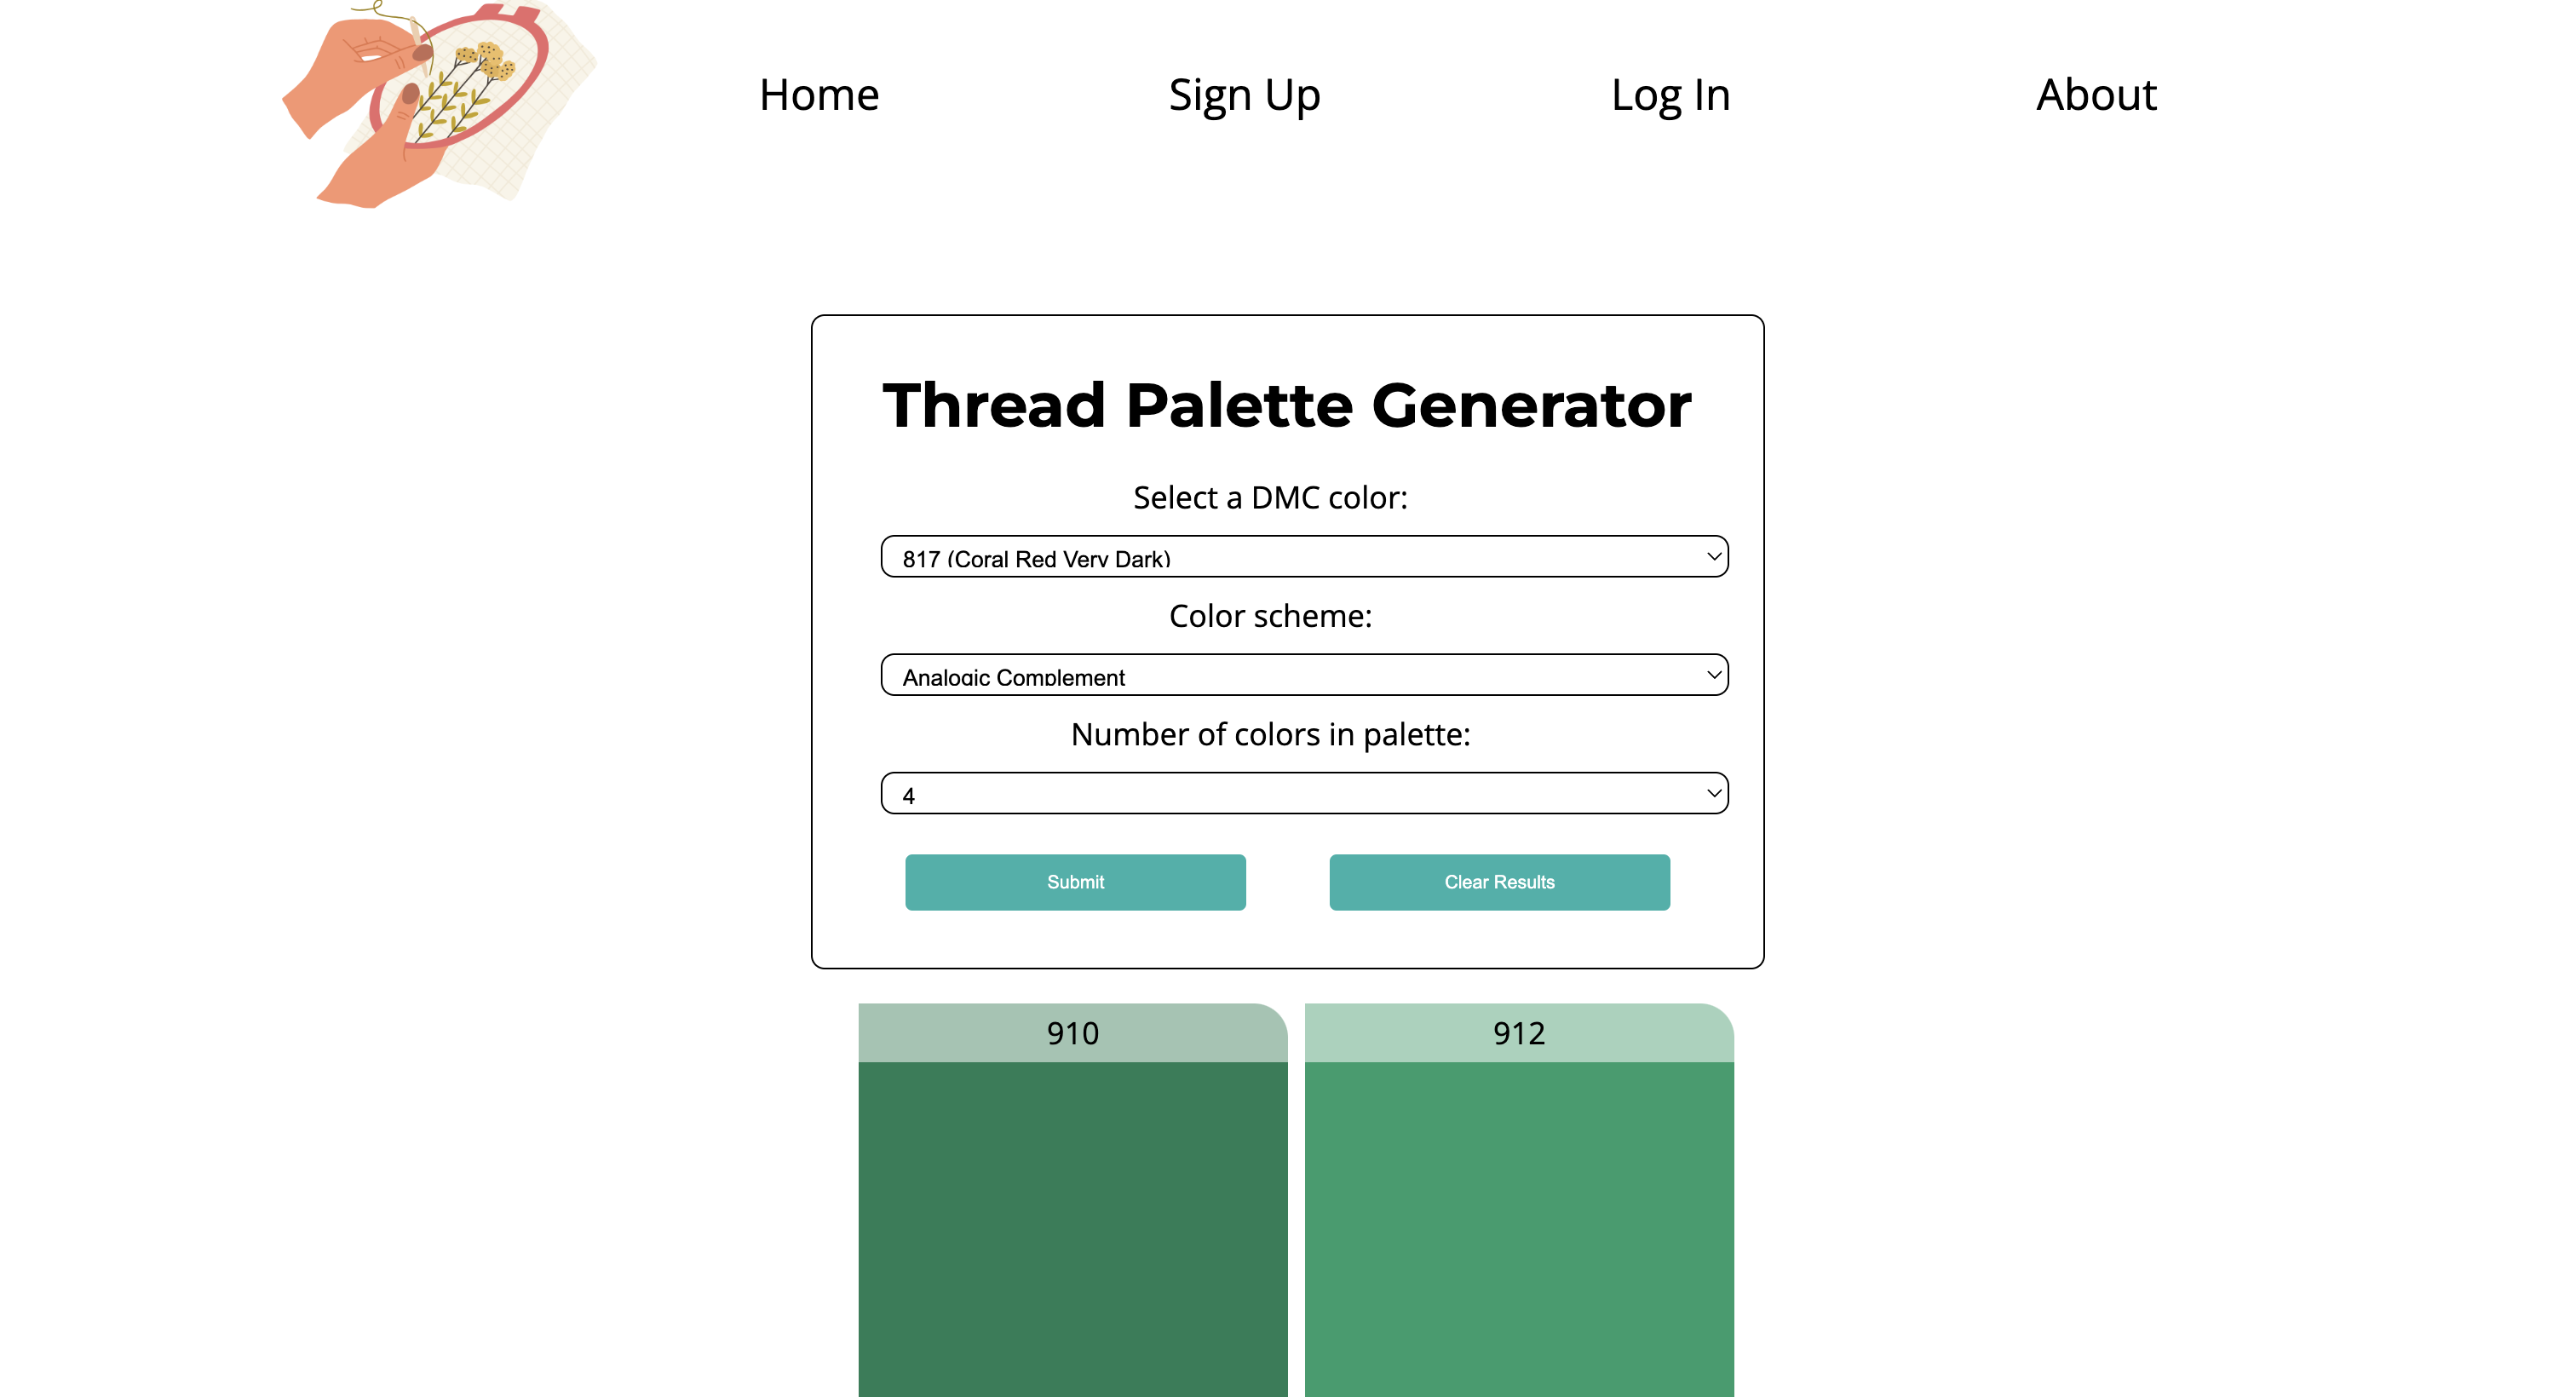 Home Sign Up Log In About
Thread Palette Generator
Select a DMC color:
817 (Coral Red Very Dark)
Color scheme:
Analogic Complement
Number of colors in palette:
4
Submit Clear Results
910 912